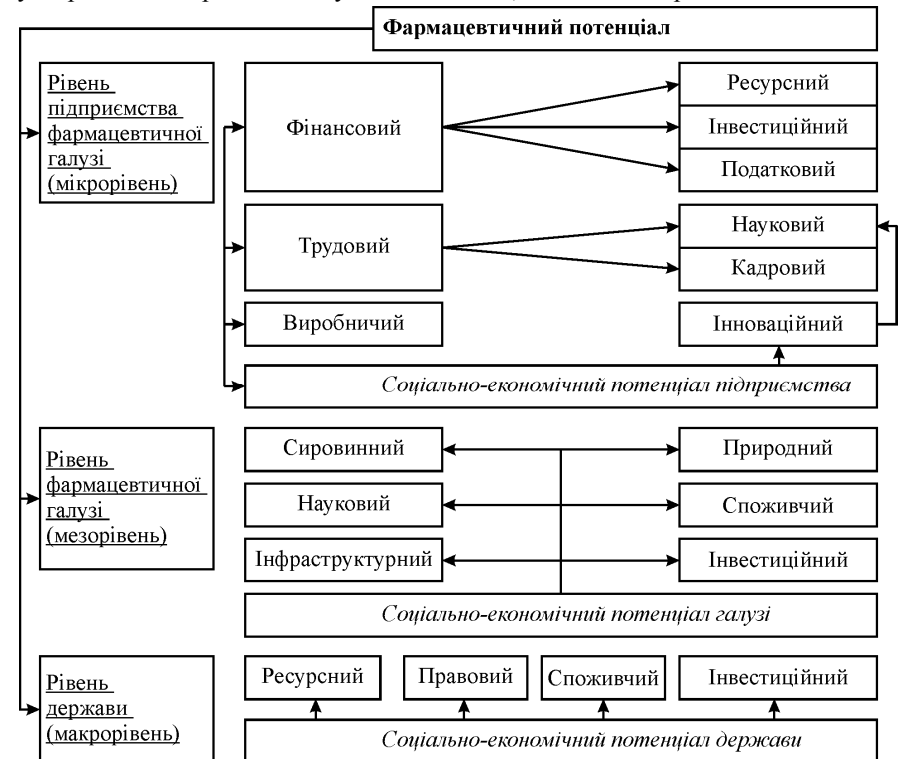 Фармацевтичний потенціал
Рівень
підприємства
фармацевтичної
галузі
(мікрорівень)
Фінансовий
Ресурсний
Інвестиційний
Податковий
Трудовий
Науковий
Кадровий
Виробничий
Інноваційний
Соціально-економічний потенціал підприємства
Рівень
фармацевтичної
галузі
(мезорівень)
Сировинний
Природний
Науковий
Споживчий
Інфраструктурний
Інвестиційний
Соціально-економічний потенціал галузі
Рівень
держави
(макрорівень)
Ресурсний
Правовий
Споживчий
Інвестиційний
Соціально-економічний потенціал держави